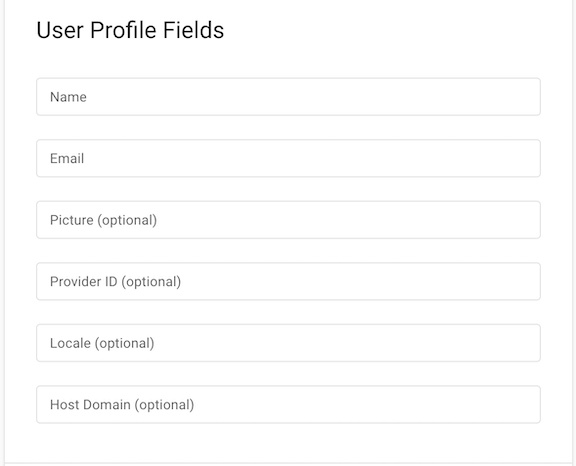 User Profile Fields
Name
Email
Picture (optional)
Provider ID (optional)
Locale (optional)
Host Domain (optional)